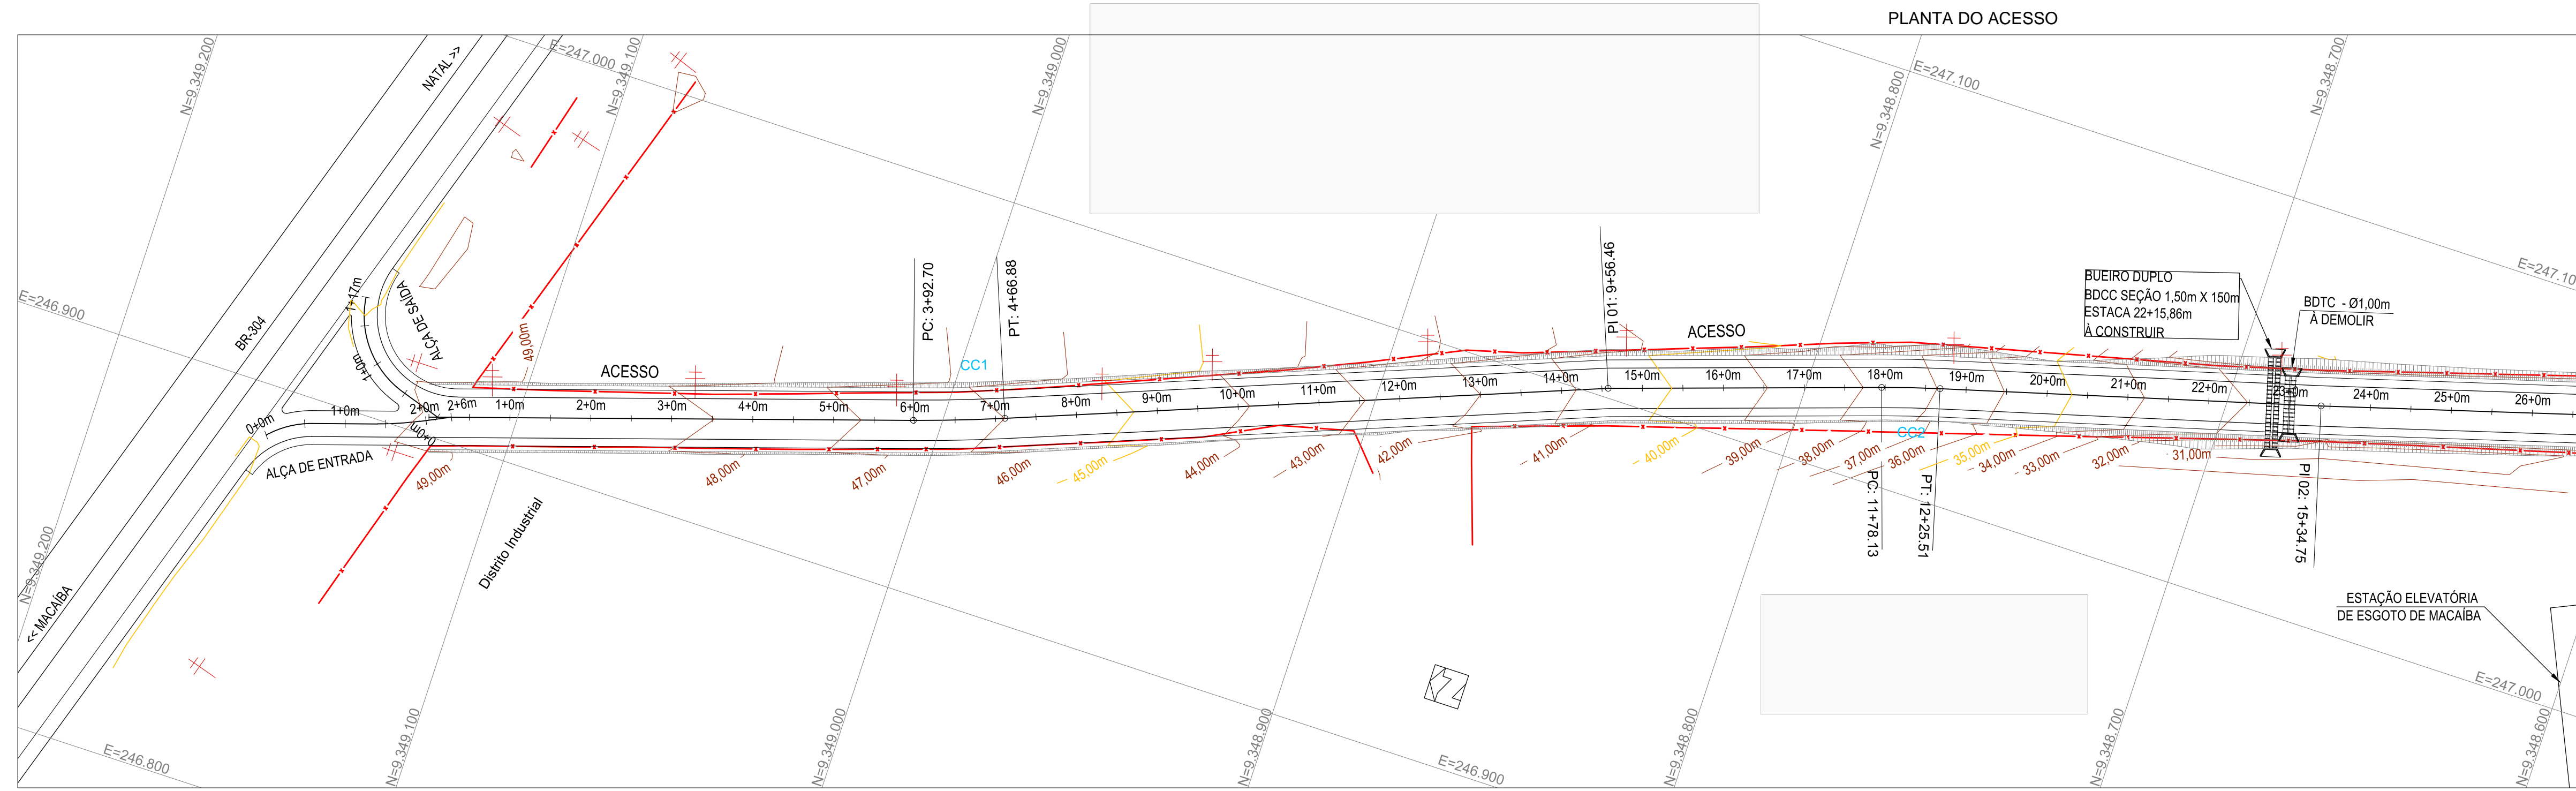 PLANTA DO ACESSO
N=9.349.200
NATAL >>
E=247.000
N=9.349.100
N=9.349.000
N=9.348.800
E=247.100
N=9.348.700
E=247.10
E=246.900
BR-304
1+17m
ALÇA DE SAÍDA
1+0m
49,00m
ACESSO
PC: 3+92.70
CC1
PT: 4+66.88
PI 01: 9+56.46
ACESSO
BUEIRO DUPLO
BDCC SEÇÃO 1,50m X 150m
ESTACA 22+15,86m
À CONSTRUIR
BDTC - Ø1,00m
À DEMOLIR
0+0m
1+0m
2+0m
2+6m
0+0m
1+0m
2+0m
3+0m
4+0m
5+0m
6+0m
7+0m
8+0m
9+0m
10+0m
11+0m
12+0m
13+0m
14+0m
15+0m
16+0m
17+0m
18+0m
19+0m
20+0m
21+0m
22+0m
23+0m
24+0m
25+0m
26+0m
ALÇA DE ENTRADA
49,00m
48,00m
47,00m
46,00m
45,00m
44,00m
43,00m
42,00m
41,00m
40,00m
39,00m
38,00m
37,00m
36,00m
35,00m
34,00m
33,00m
32,00m
31,00m
CC2
PC: 11+78.13
PT: 12+25.51
PI 02: 15+34.75
Distrito Industrial
N=9.349.200
<< MACAÍBA
ESTAÇÃO ELEVATÓRIA
DE ESGOTO DE MACAÍBA
E=246.800
N=9.349.100
N=9.349.000
N=9.348.900
E=246.900
N=9.348.800
N=9.348.700
E=247.000
N=9.348.600